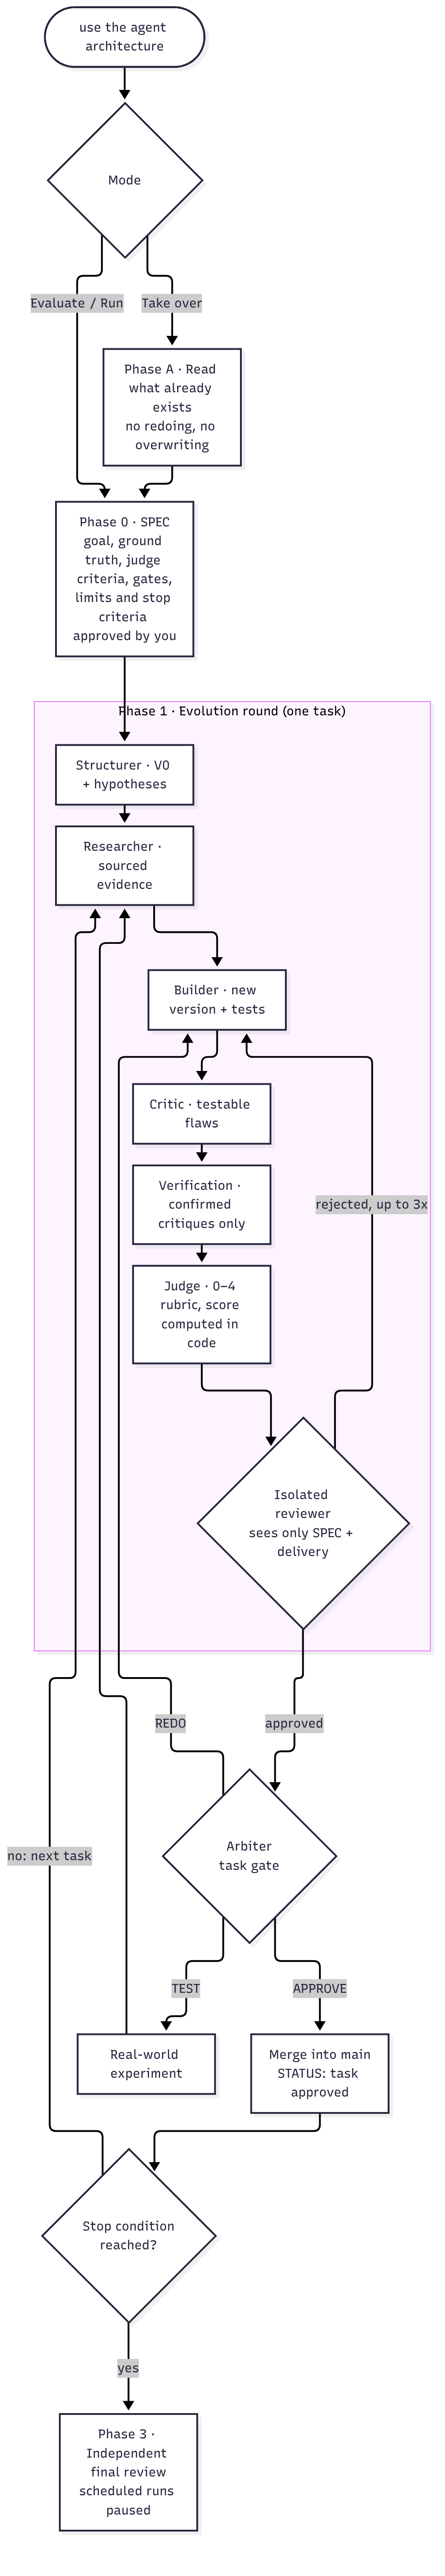 use the agent
architecture
Mode
Evaluate / Run
Take over
Phase A · Read
what already
exists
no redoing, no
overwriting
Phase 0 · SPEC
goal, ground
truth, judge
criteria, gates,
limits and stop
criteria
approved by you
Phase 1 · Evolution round (one task)
Structurer · V0
+ hypotheses
Researcher ·
sourced
evidence
Builder · new
version + tests
Critic · testable
flaws
Verification ·
confirmed
critiques only
rejected, up to 3x
Judge · 0–4
rubric, score
computed in
code
Isolated
reviewer
sees only SPEC +
delivery
REDO
approved
Arbiter
task gate
no: next task
TEST
APPROVE
Real-world
experiment
Merge into main
STATUS: task
approved
Stop condition
reached?
yes
Phase 3 ·
Independent
final review
scheduled runs
paused